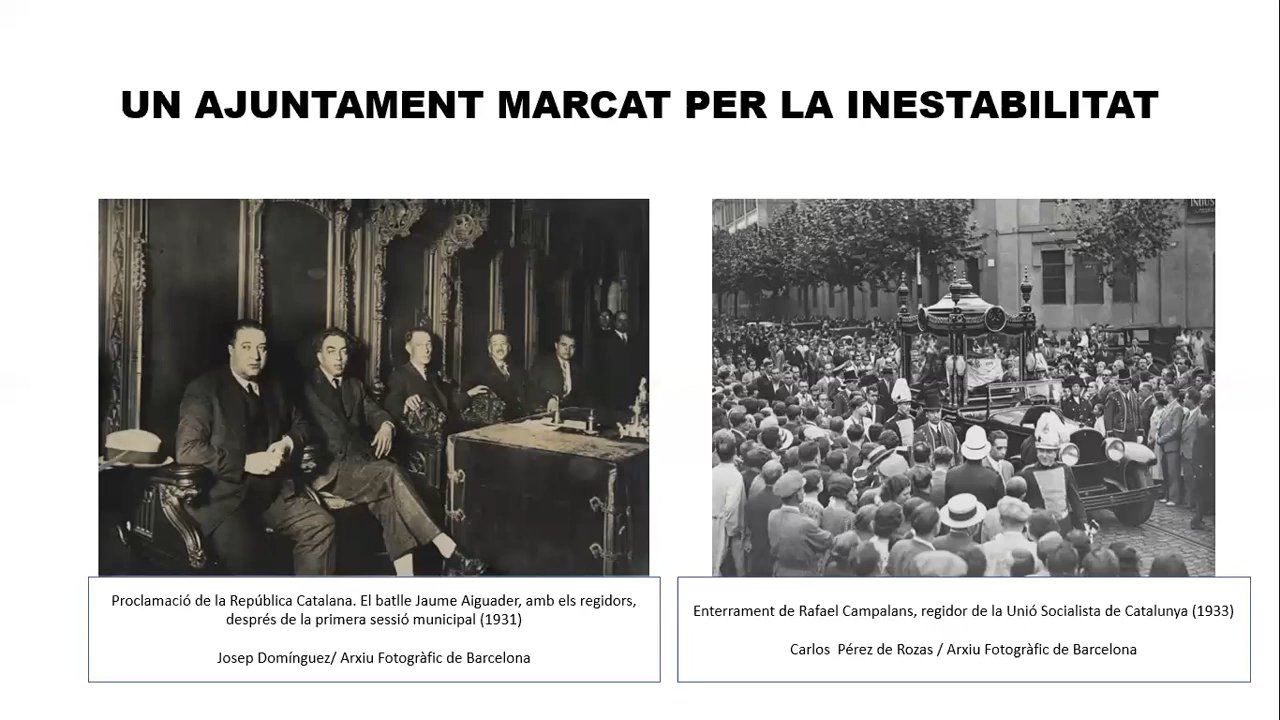 UN AJUNTAMENT MARCAT PER LA INESTABILITAT
Proclamació de la República Catalana. El batlle Jaume Aiguader, amb els regidors,
després de la primera sessió municipal (1931)
Josep Domínguez/ Arxiu Fotogràfic de Barcelona
Enterrament de Rafael Campalans, regidor de la Unió Socialista de Catalunya (1933)
Carlos Pérez de Rozas / Arxiu Fotogràfic de Barcelona